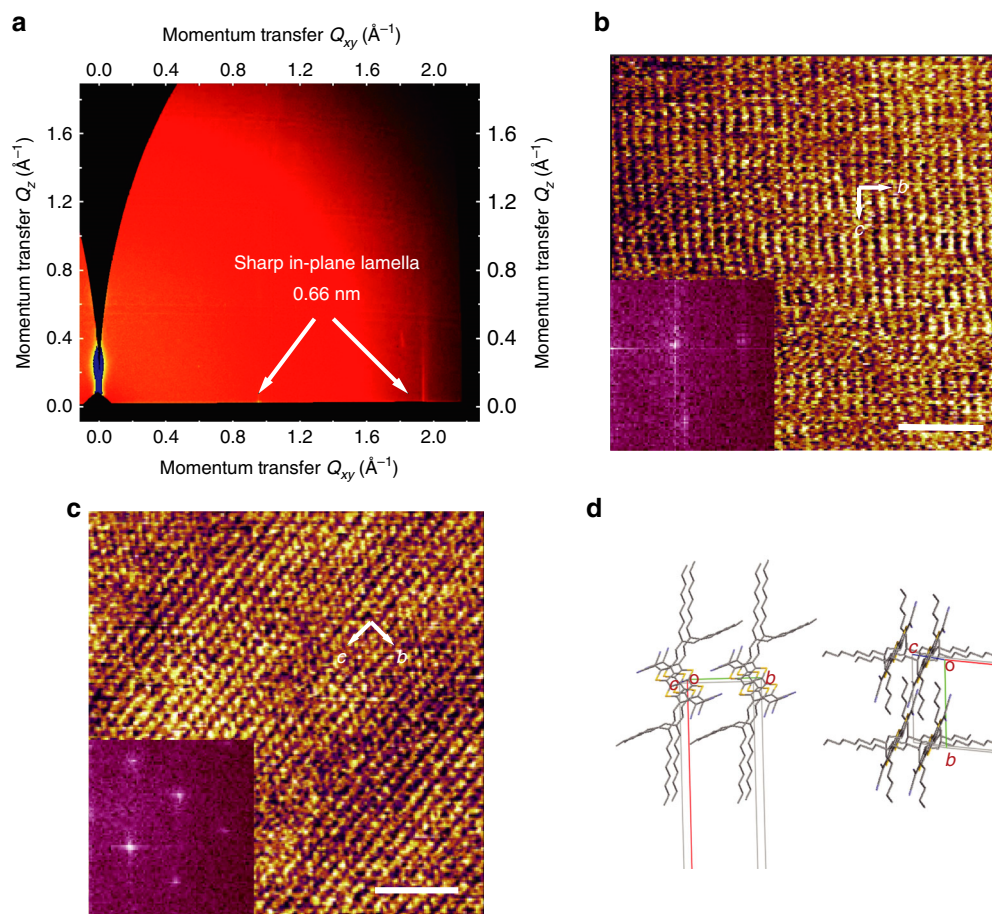 a
Momentum transfer Qxy (Å−1)
0.0 0.4 0.8 1.2 1.6 2.0
1.6
1.2
0.8
0.4
0.0
Momentum transfer Qz (Å−1)
Sharp in-plane lamella
0.66 nm
1.6
1.2
0.8
0.4
0.0
Momentum transfer Qz (Å−1)
0.0 0.4 0.8 1.2 1.6 2.0
Momentum transfer Qxy (Å−1)
b
b
c
c
c
b
d
c
o
b
c
o
b